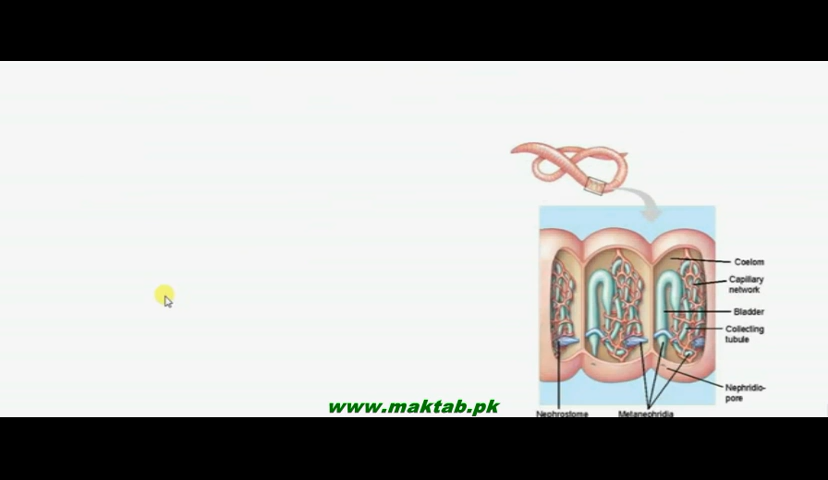 Coelom
Capillary
network
Bladder
Collecting
tubule
Nephridio-
pore
www.maktab.pk
Nephrostome
Metanephridia